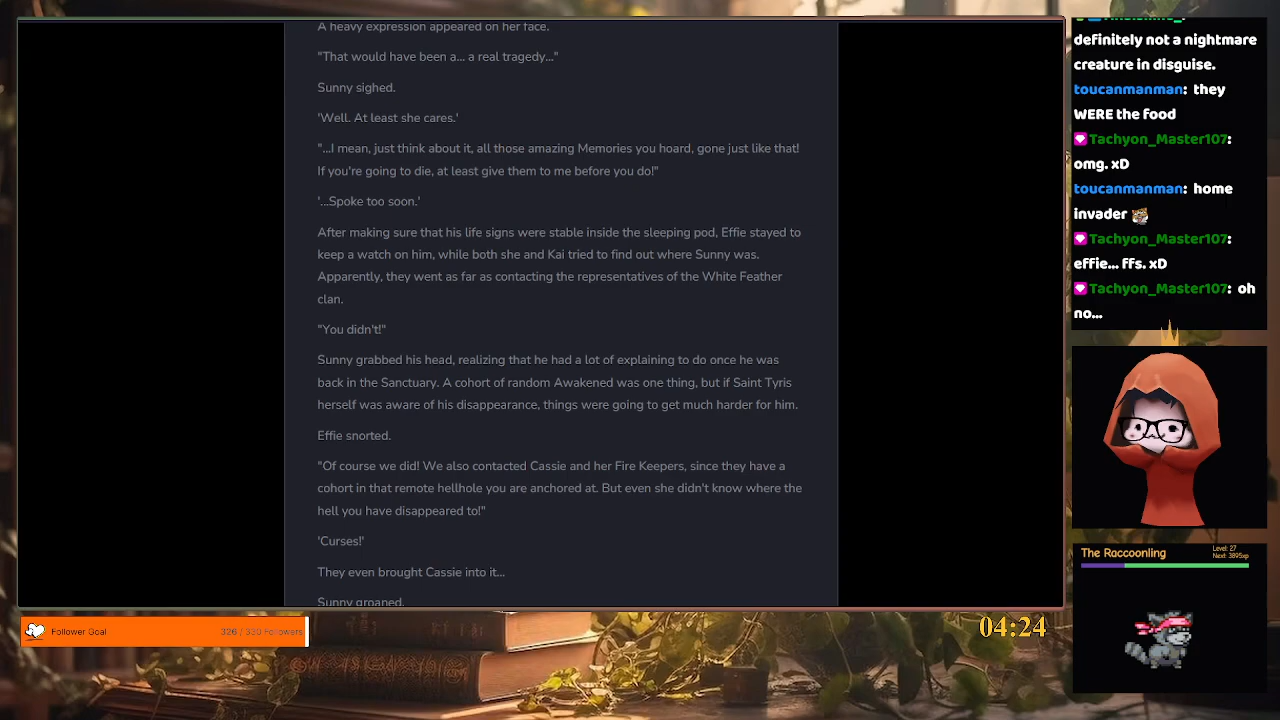 A heavy expression appeared on her face.
"That would have been a... a real tragedy..."
Sunny sighed.
'Well. At least she cares.'
"...I mean, just think about it, all those amazing Memories you hoard, gone just like that!
If you're going to die, at least give them to me before you do!"
'...Spoke too soon.'
After making sure that his life signs were stable inside the sleeping pod, Effie stayed to
keep a watch on him, while both she and Kai tried to find out where Sunny was.
Apparently, they went as far as contacting the representatives of the White Feather
clan.
"You didn't!"
Sunny grabbed his head, realizing that he had a lot of explaining to do once he was
back in the Sanctuary. A cohort of random Awakened was one thing, but if Saint Tyris
herself was aware of his disappearance, things were going to get much harder for him.
Effie snorted.
"Of course we did! We also contacted Cassie and her Fire Keepers, since they have a
cohort in that remote hellhole you are anchored at. But even she didn't know where the
hell you have disappeared to!"
'Curses!'
They even brought Cassie into it...
Sunny groaned.
definitely not a nightmare
creature in disguise.
toucanmanman: they
WERE the food
Tachyon_Master107:
omg. xD
toucanmanman: home
invader
Tachyon_Master107:
effie... ffs. xD
Tachyon_Master107: oh
no...
The Raccoonling
Level: 27
Next: 3895xp
Follower Goal
326 / 330 Followers
04:24